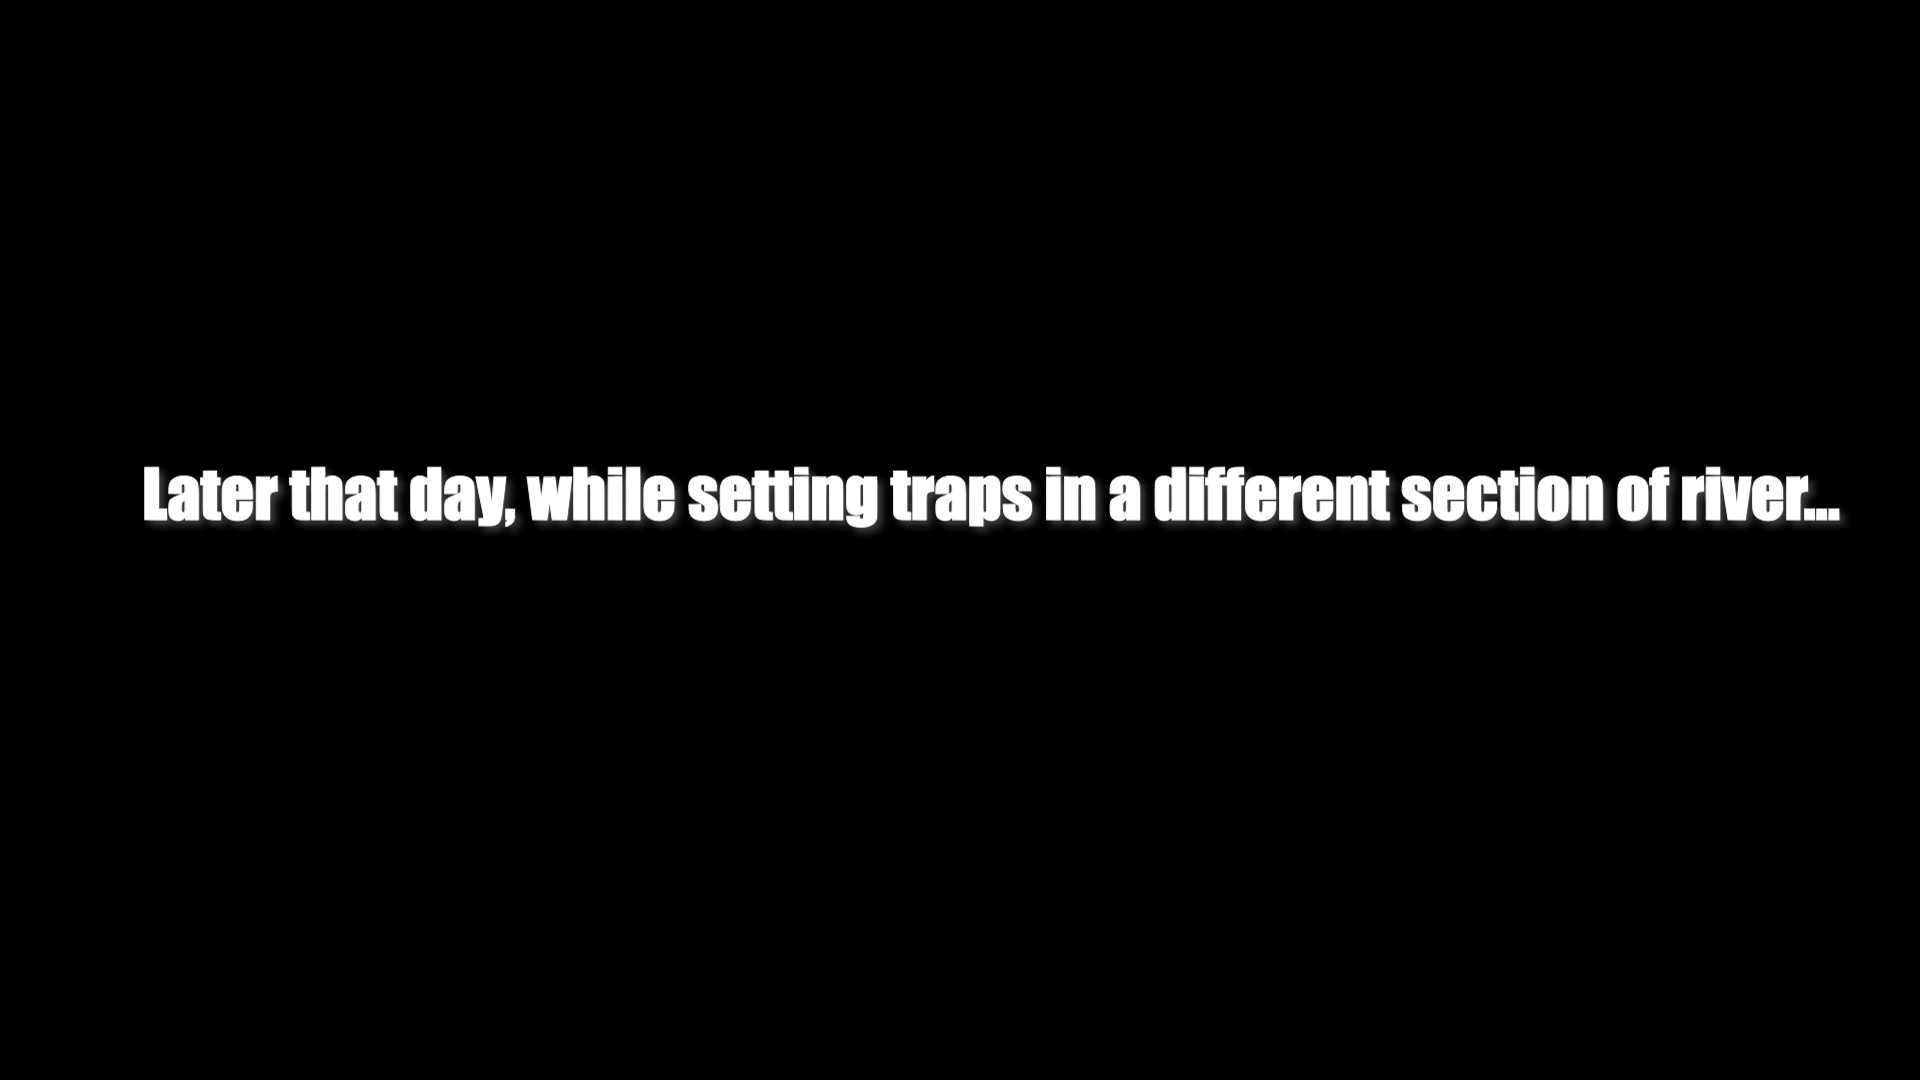 Later that day, while setting traps in a different section of river...